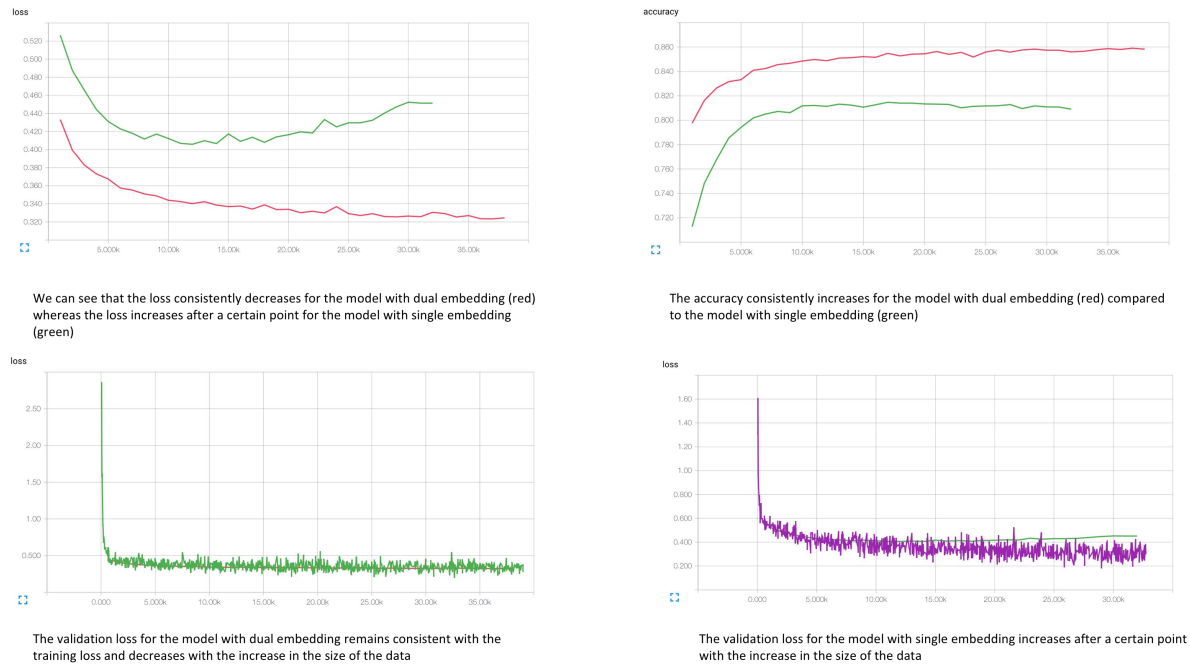 loss
0.520
0.500
0.480
0.460
0.440
0.420
0.400
0.380
0.360
0.340
0.320
5.000k 10.00k 15.00k 20.00k 25.00k 30.00k 35.00k
accuracy
0.860
0.840
0.820
0.800
0.780
0.760
0.740
0.720
5.000k 10.00k 15.00k 20.00k 25.00k 30.00k 35.00k
We can see that the loss consistently decreases for the model with dual embedding (red)
whereas the loss increases after a certain point for the model with single embedding
(green)
The accuracy consistently increases for the model with dual embedding (red) compared
to the model with single embedding (green)
loss
2.50
2.00
1.50
1.00
0.500
0.000 5.000k 10.00k 15.00k 20.00k 25.00k 30.00k 35.00k
loss
1.60
1.40
1.20
1.00
0.800
0.600
0.400
0.200
0.000 5.000k 10.00k 15.00k 20.00k 25.00k 30.00k
The validation loss for the model with dual embedding remains consistent with the
training loss and decreases with the increase in the size of the data
The validation loss for the model with single embedding increases after a certain point
with the increase in the size of the data